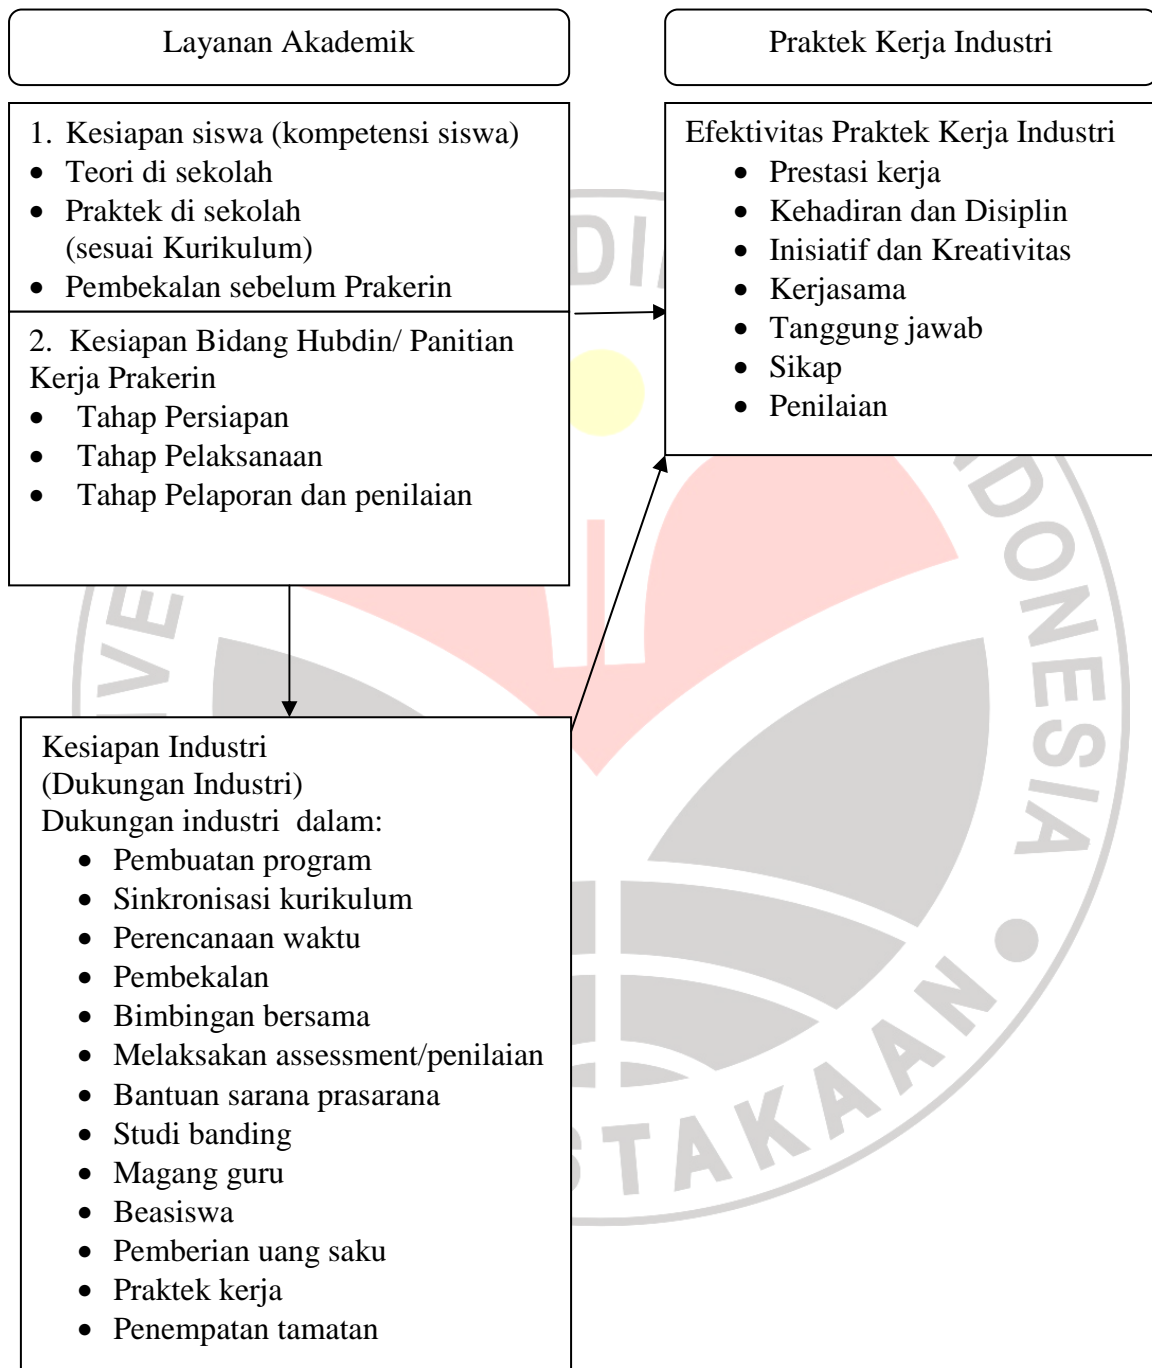 Layanan Akademik
Praktek Kerja Industri
1. Kesiapan siswa (kompetensi siswa)
• Teori di sekolah
• Praktek di sekolah
(sesuai Kurikulum)
• Pembekalan sebelum Prakerin
2. Kesiapan Bidang Hubdin/ Panitian
Kerja Prakerin
• Tahap Persiapan
• Tahap Pelaksanaan
• Tahap Pelaporan dan penilaian
Efektivitas Praktek Kerja Industri
• Prestasi kerja
• Kehadiran dan Disiplin
• Inisiatif dan Kreativitas
• Kerjasama
• Tanggung jawab
• Sikap
• Penilaian
Kesiapan Industri
(Dukungan Industri)
Dukungan industri dalam:
• Pembuatan program
• Sinkronisasi kurikulum
• Perencanaan waktu
• Pembekalan
• Bimbingan bersama
• Melaksakan assessment/penilaian
• Bantuan sarana prasarana
• Studi banding
• Magang guru
• Beasiswa
• Pemberian uang saku
• Praktek kerja
• Penempatan tamatan